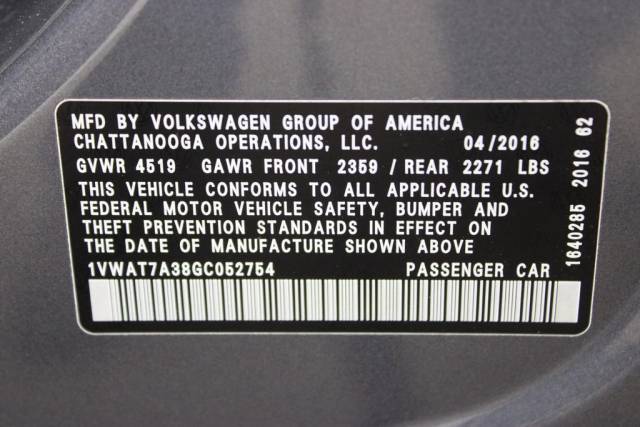 MFD BY VOLKSWAGEN GROUP OF AMERICA
CHATTANOOGA OPERATIONS, LLC. 04/2016
GVWR 4519 GAWR FRONT 2359 / REAR 2271 LBS
THIS VEHICLE CONFORMS TO ALL APPLICABLE U.S.
FEDERAL MOTOR VEHICLE SAFETY, BUMPER AND
THEFT PREVENTION STANDARDS IN EFFECT ON
THE DATE OF MANUFACTURE SHOWN ABOVE
1VWAT7A38GC052754 PASSENGER CAR
1640285 2016 62